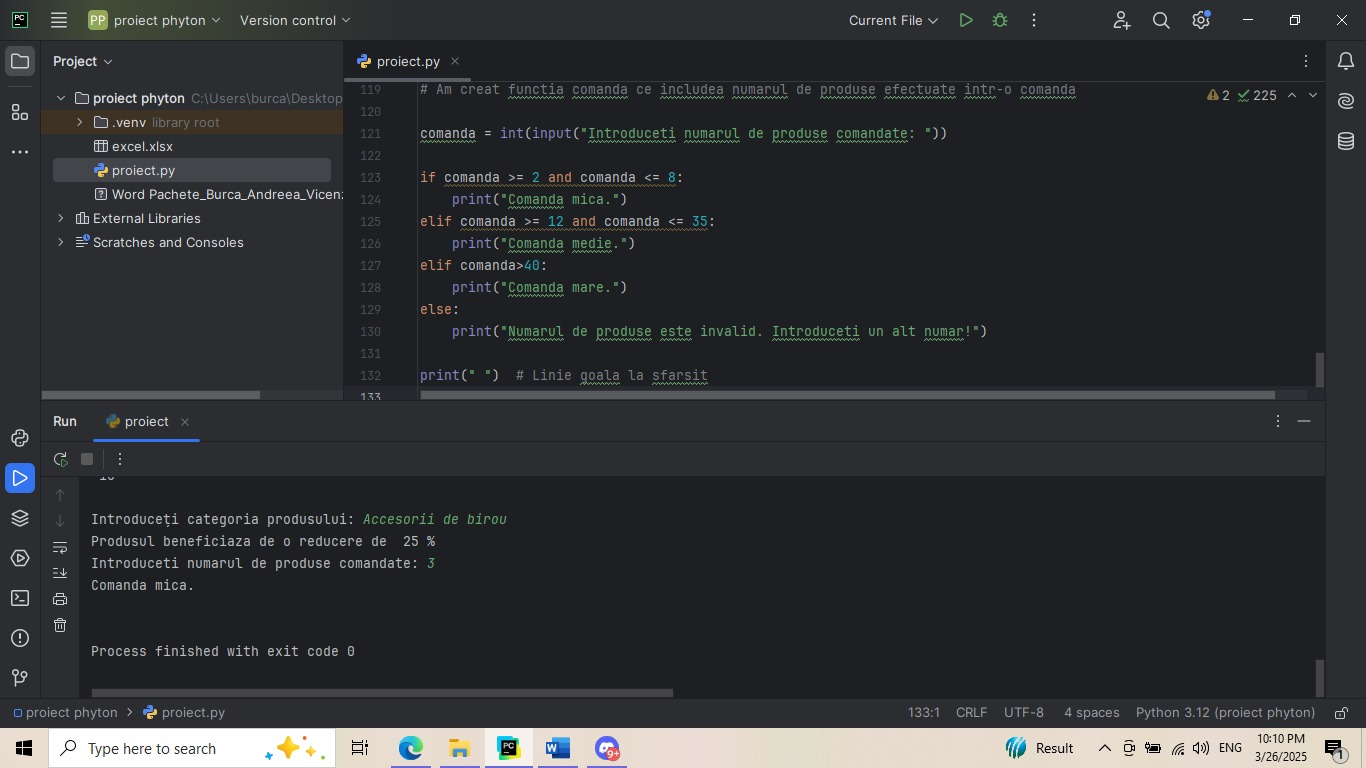 PC
PP proiect phyton
Version control
Current File
Project
proiect.py
proiect phyton C:\Users\burca\Desktop
.venv library root
excel.xlsx
proiect.py
Word Pachete_Burca_Andreea_Vicen
External Libraries
Scratches and Consoles
2 225
119 # Am creat functia comanda ce includea numarul de produse efectuate intr-o comanda
120
121 comanda = int(input("Introduceti numarul de produse comandate: "))
122
123 if comanda >= 2 and comanda <= 8:
124 print("Comanda mica.")
125 elif comanda >= 12 and comanda <= 35:
126 print("Comanda medie.")
127 elif comanda>40:
128 print("Comanda mare.")
129 else:
130 print("Numarul de produse este invalid. Introduceti un alt numar!")
131
132 print(" ")  # Linie goala la sfarsit
133
Run
proiect
Introduceți categoria produsului: Accesorii de birou
Produsul beneficiaza de o reducere de  25 %
Introduceti numarul de produse comandate: 3
Comanda mica.
Process finished with exit code 0
proiect phyton > proiect.py
133:1 CRLF UTF-8 4 spaces Python 3.12 (proiect phyton)
Type here to search
PC
W
9+
Result
ENG
10:10 PM
3/26/2025
1